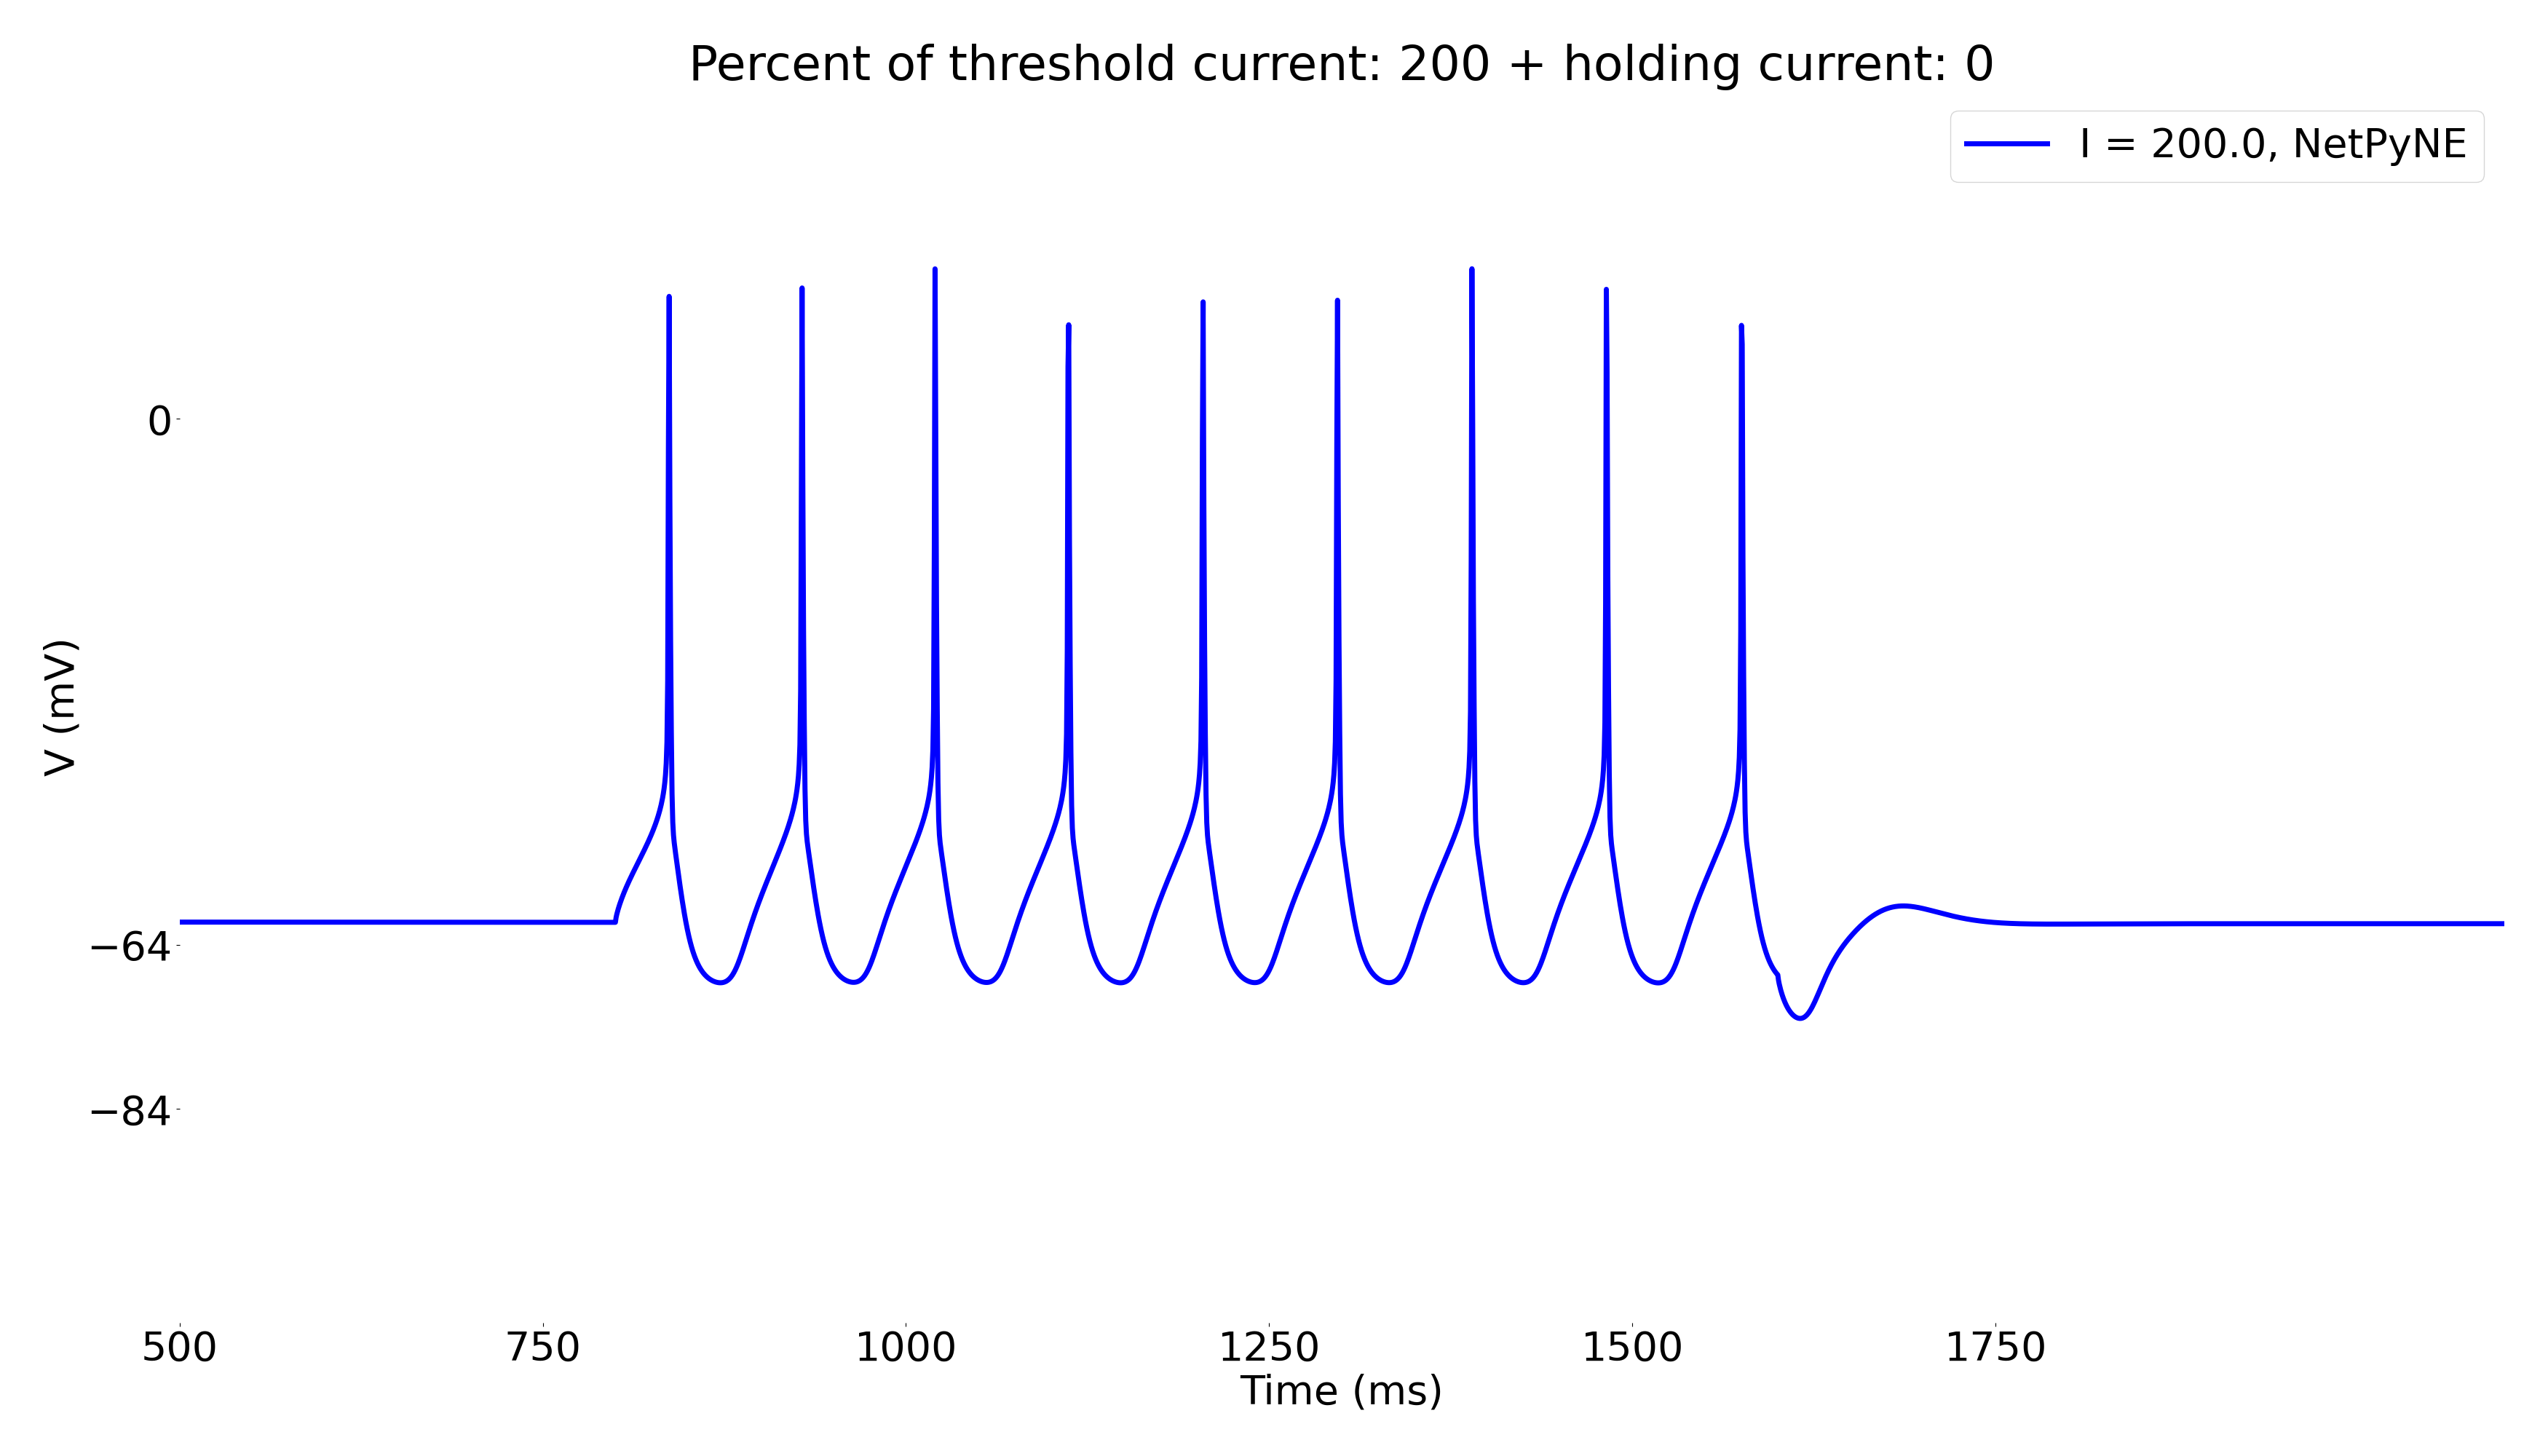 Percent of threshold current: 200 + holding current: 0
I = 200.0, NetPyNE
0
−64
−84
V (mV)
500 750 1000 1250 1500 1750
Time (ms)